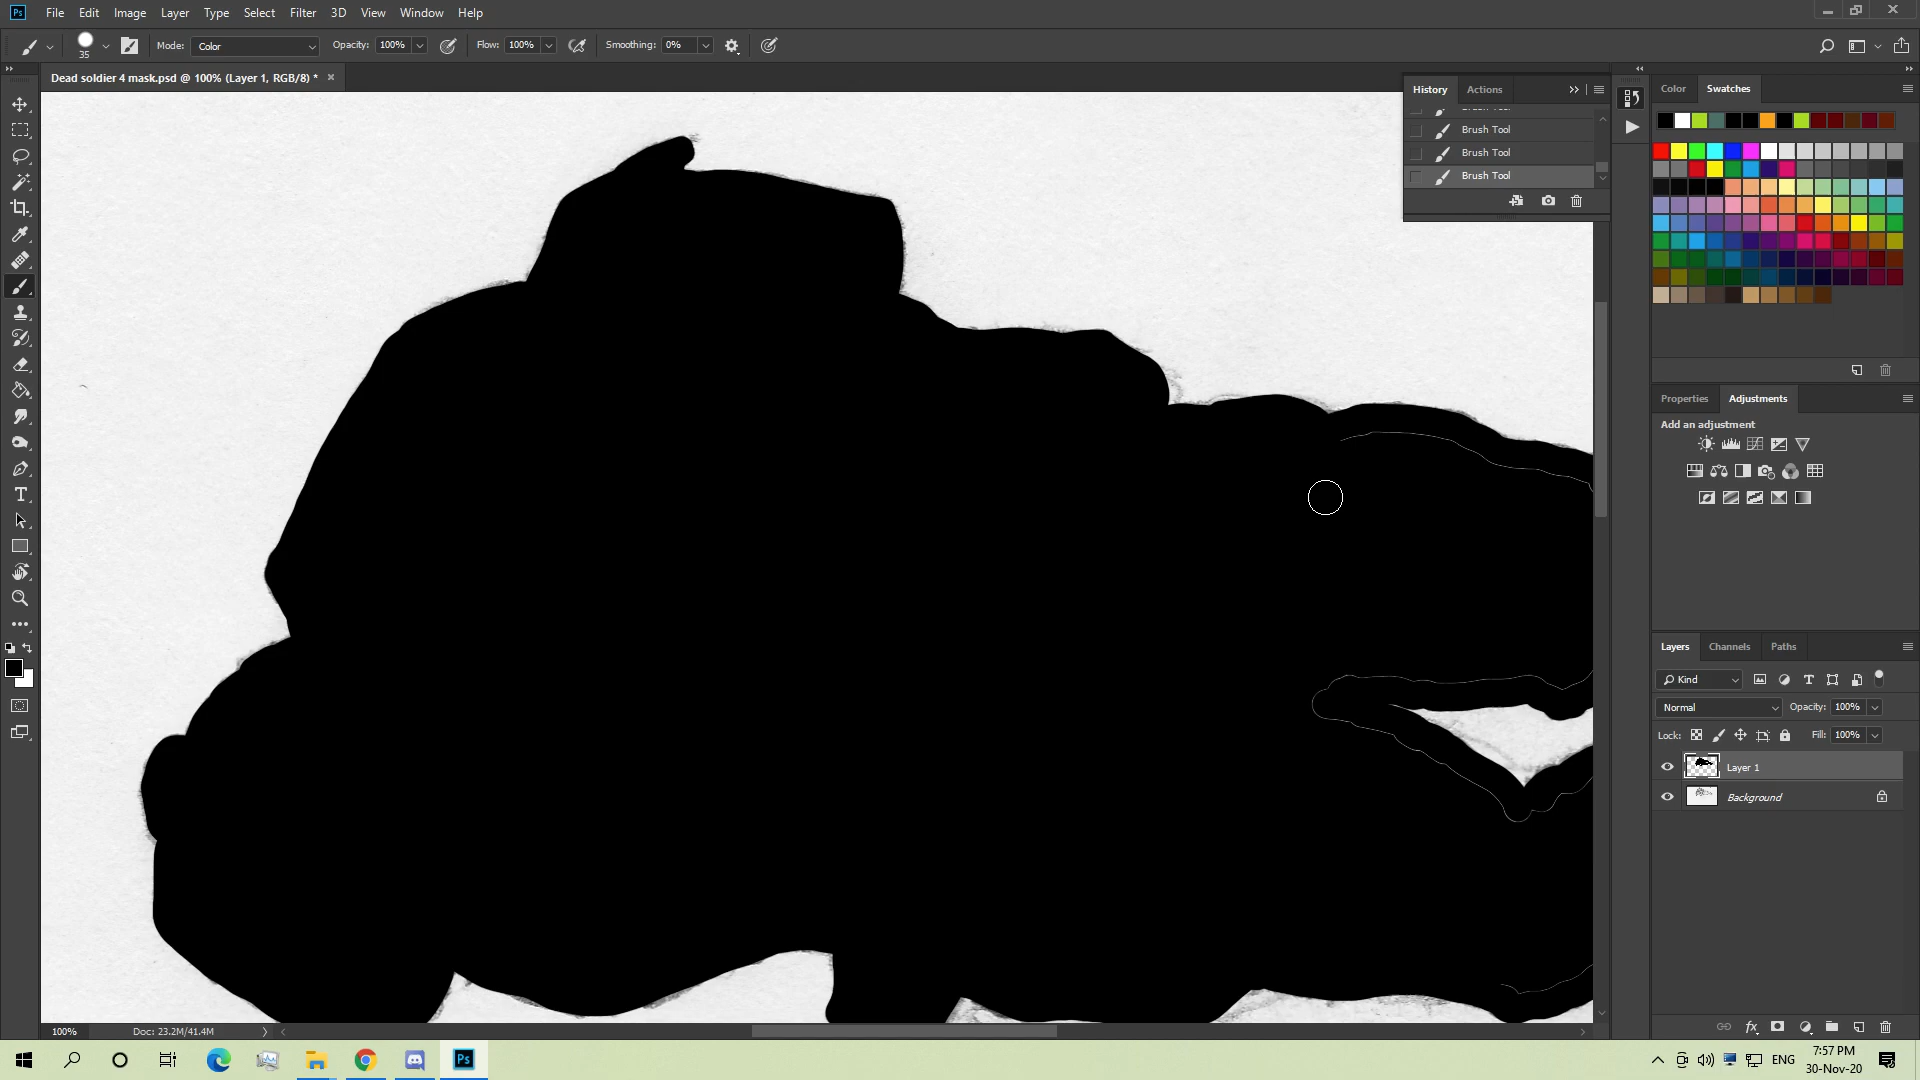 Ps File Edit Image Layer Type Select Filter 3D View Window Help
35 Mode: Color Opacity: 100% Flow: 100% Smoothing: 0%
Dead soldier 4 mask.psd @ 100% (Layer 1, RGB/8) * ×
History Actions
Brush Tool
Brush Tool
Brush Tool
Color Swatches
Properties Adjustments
Add an adjustment
Layers Channels Paths
Kind
Normal Opacity: 100%
Lock: Fill: 100%
Layer 1
Background
100% Doc: 23.2M/41.4M
Ps
ENG
7:57 PM
30-Nov-20